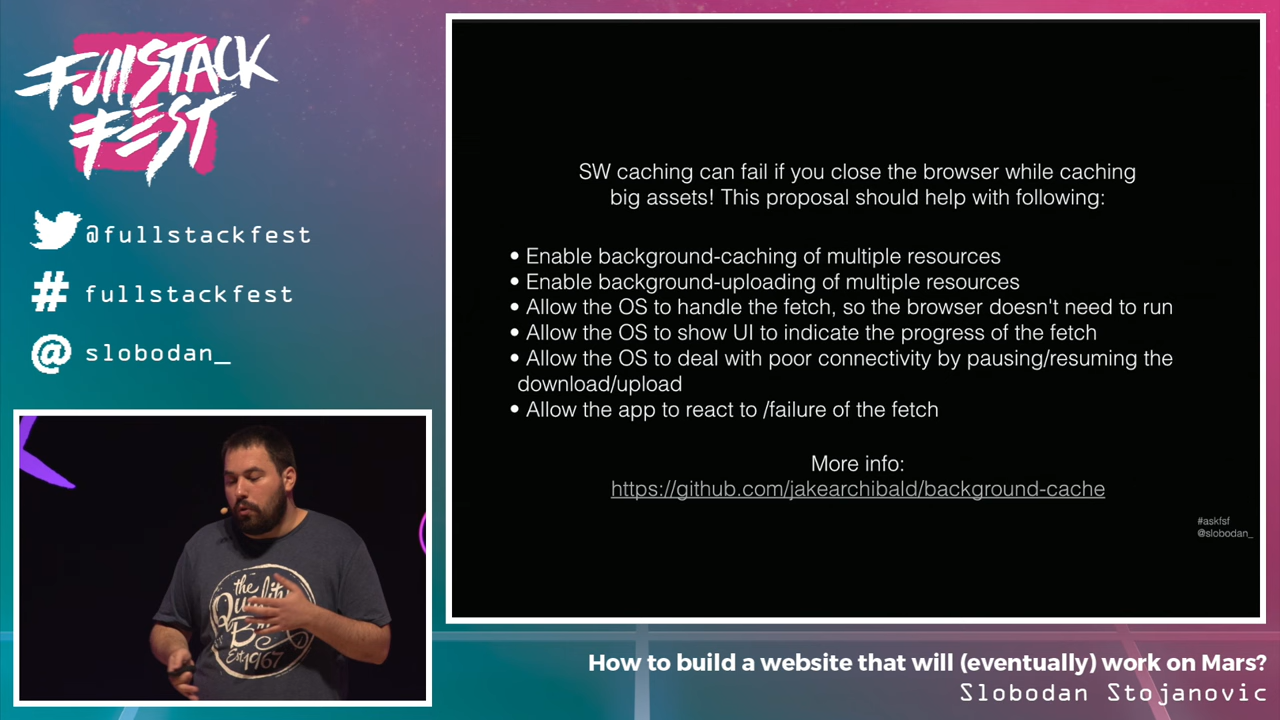 FullSTACK
FEST
@fullstackfest
# fullstackfest
@ slobodan_
SW caching can fail if you close the browser while caching
big assets! This proposal should help with following:
• Enable background-caching of multiple resources
• Enable background-uploading of multiple resources
• Allow the OS to handle the fetch, so the browser doesn't need to run
• Allow the OS to show UI to indicate the progress of the fetch
• Allow the OS to deal with poor connectivity by pausing/resuming the
download/upload
• Allow the app to react to /failure of the fetch
More info:
https://github.com/jakearchibald/background-cache
#askfsf
@slobodan_
the
Quality
Est 1967
How to build a website that will (eventually) work on Mars?
Slobodan Stojanovic